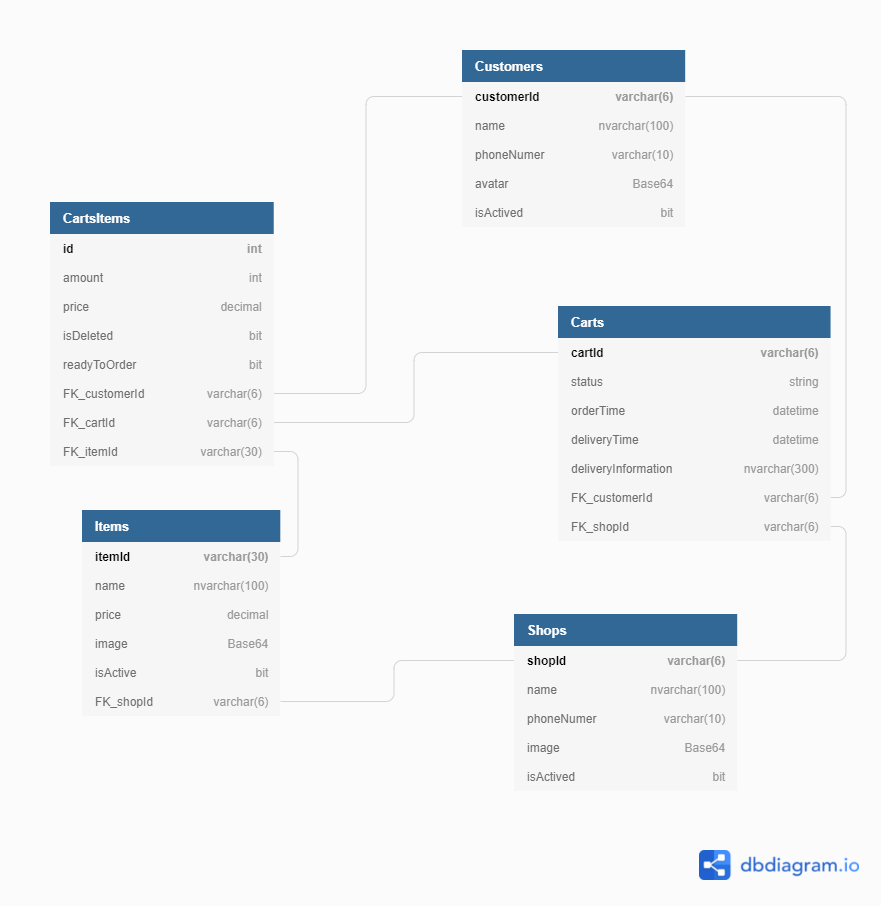 Customers
customerId varchar(6)
name nvarchar(100)
phoneNumer varchar(10)
avatar Base64
isActived bit
CartsItems
id int
amount int
price decimal
isDeleted bit
readyToOrder bit
FK_customerId varchar(6)
FK_cartId varchar(6)
FK_itemId varchar(30)
Carts
cartId varchar(6)
status string
orderTime datetime
deliveryTime datetime
deliveryInformation nvarchar(300)
FK_customerId varchar(6)
FK_shopId varchar(6)
Items
itemId varchar(30)
name nvarchar(100)
price decimal
image Base64
isActive bit
FK_shopId varchar(6)
Shops
shopId varchar(6)
name nvarchar(100)
phoneNumer varchar(10)
image Base64
isActived bit
dbdiagram.io